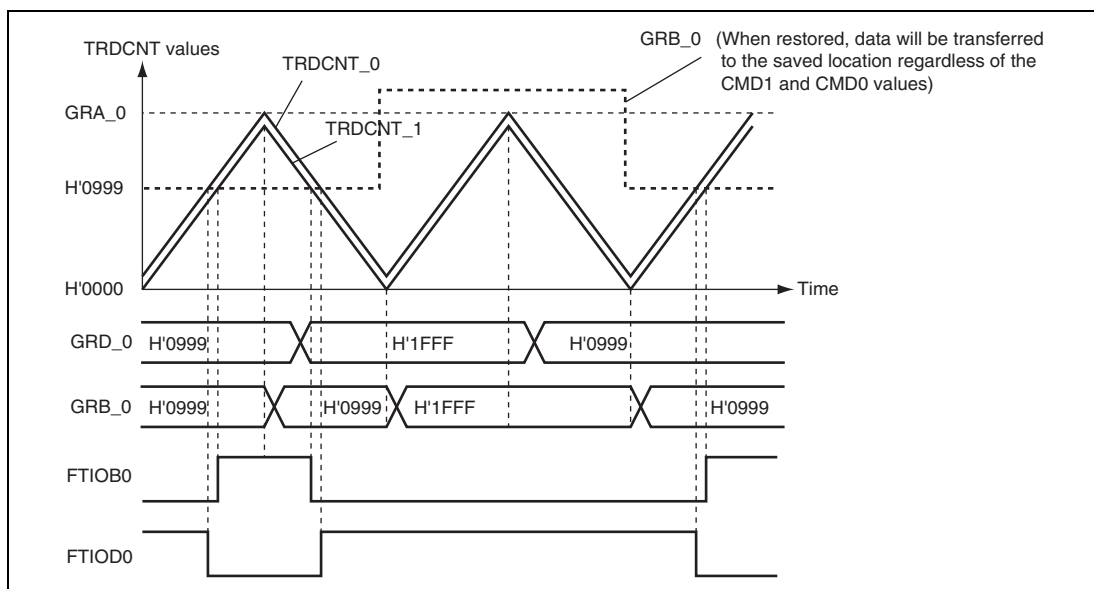 GRB_0 (When restored, data will be transferred
to the saved location regardless of the
CMD1 and CMD0 values)
TRDCNT values
TRDCNT_0
GRA_0
TRDCNT_1
H'0999
H'0000
Time
GRD_0 H'0999 H'1FFF H'0999
GRB_0 H'0999 H'0999 H'1FFF H'0999
FTIOB0
FTIOD0